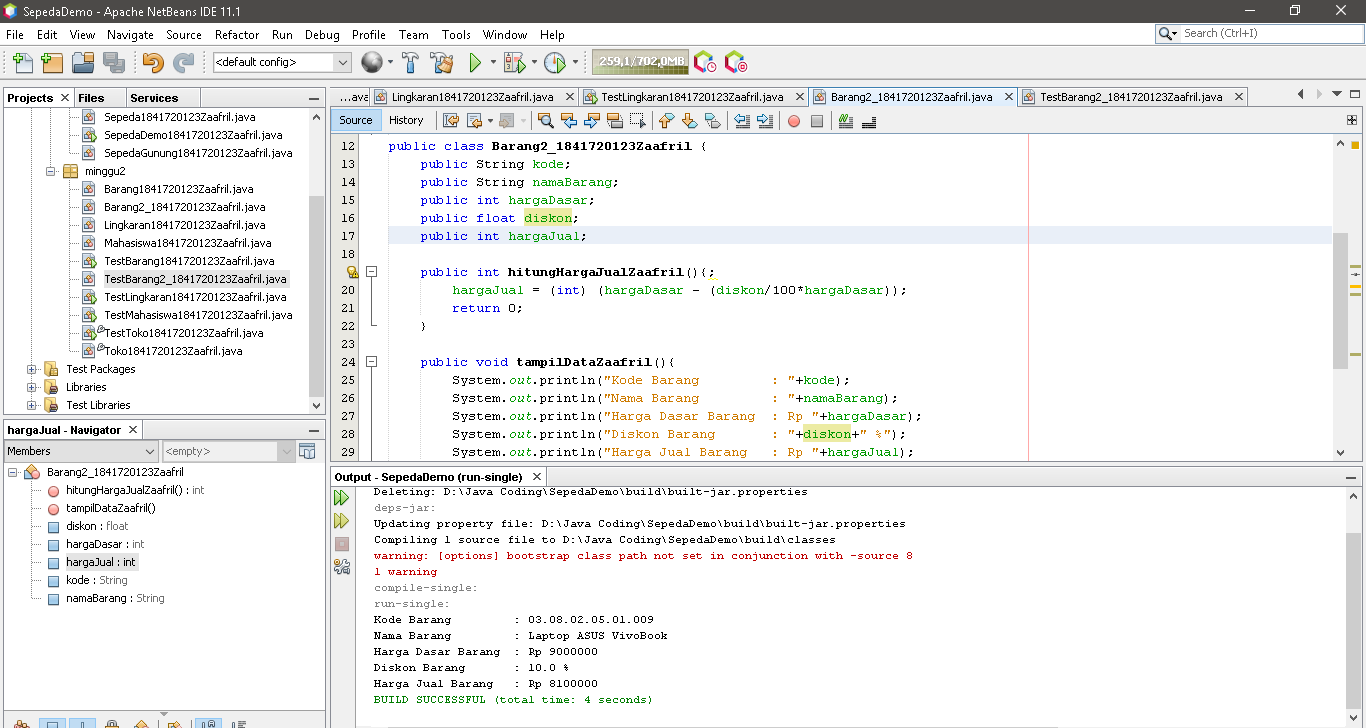 SepedaDemo - Apache NetBeans IDE 11.1
File Edit View Navigate Source Refactor Run Debug Profile Team Tools Window Help
Search (Ctrl+I)
<default config>
259,1/702,0MB
Projects Files Services
Sepeda1841720123Zaafril.java
SepedaDemo1841720123Zaafril.java
SepedaGunung1841720123Zaafril.java
minggu2
Barang1841720123Zaafril.java
Barang2_1841720123Zaafril.java
Lingkaran1841720123Zaafril.java
Mahasiswa1841720123Zaafril.java
TestBarang1841720123Zaafril.java
TestBarang2_1841720123Zaafril.java
TestLingkaran1841720123Zaafril.java
TestMahasiswa1841720123Zaafril.java
TestToko1841720123Zaafril.java
Toko1841720123Zaafril.java
Test Packages
Libraries
Test Libraries
hargaJual - Navigator
Members <empty>
Barang2_1841720123Zaafril
hitungHargaJualZaafril() : int
tampilDataZaafril()
diskon : float
hargaDasar : int
hargaJual : int
kode : String
namaBarang : String
...ava Lingkaran1841720123Zaafril.java TestLingkaran1841720123Zaafril.java Barang2_1841720123Zaafril.java TestBarang2_1841720123Zaafril.java
Source History
12 public class Barang2_1841720123Zaafril {
13 public String kode;
14 public String namaBarang;
15 public int hargaDasar;
16 public float diskon;
17 public int hargaJual;
18
public int hitungHargaJualZaafril(){;
20 hargaJual = (int) (hargaDasar - (diskon/100*hargaDasar));
21 return 0;
22 }
23
24 public void tampilDataZaafril(){
25 System.out.println("Kode Barang : "+kode);
26 System.out.println("Nama Barang : "+namaBarang);
27 System.out.println("Harga Dasar Barang : Rp "+hargaDasar);
28 System.out.println("Diskon Barang : "+diskon+" %");
29 System.out.println("Harga Jual Barang : Rp "+hargaJual);
Output - SepedaDemo (run-single)
Deleting: D:\Java Coding\SepedaDemo\build\built-jar.properties
deps-jar:
Updating property file: D:\Java Coding\SepedaDemo\build\built-jar.properties
Compiling 1 source file to D:\Java Coding\SepedaDemo\build\classes
warning: [options] bootstrap class path not set in conjunction with -source 8
1 warning
compile-single:
run-single:
Kode Barang : 03.08.02.05.01.009
Nama Barang : Laptop ASUS VivoBook
Harga Dasar Barang : Rp 9000000
Diskon Barang : 10.0 %
Harga Jual Barang : Rp 8100000
BUILD SUCCESSFUL (total time: 4 seconds)